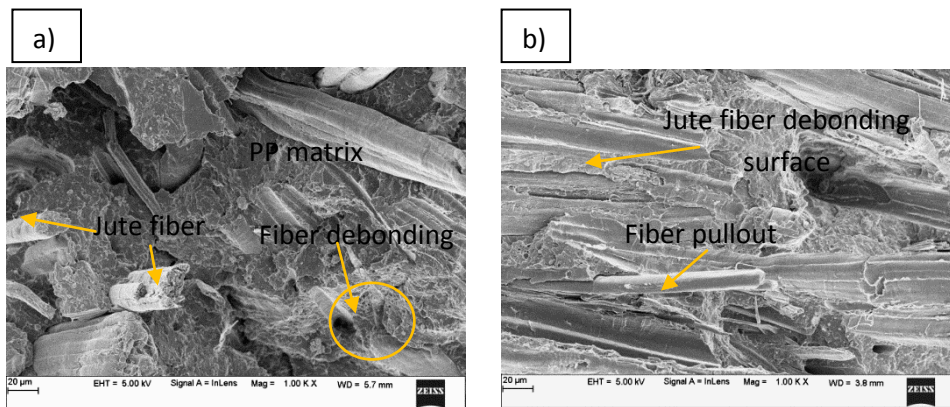 a)
PP matrix
Jute fiber
Fiber debonding
20 µm
EHT = 5.00 kV Signal A = InLens Mag = 1.00 K X WD = 5.7 mm
ZEISS
b)
Jute fiber debonding
surface
Fiber pullout
20 µm
EHT = 5.00 kV Signal A = InLens Mag = 1.00 K X WD = 3.8 mm
ZEISS